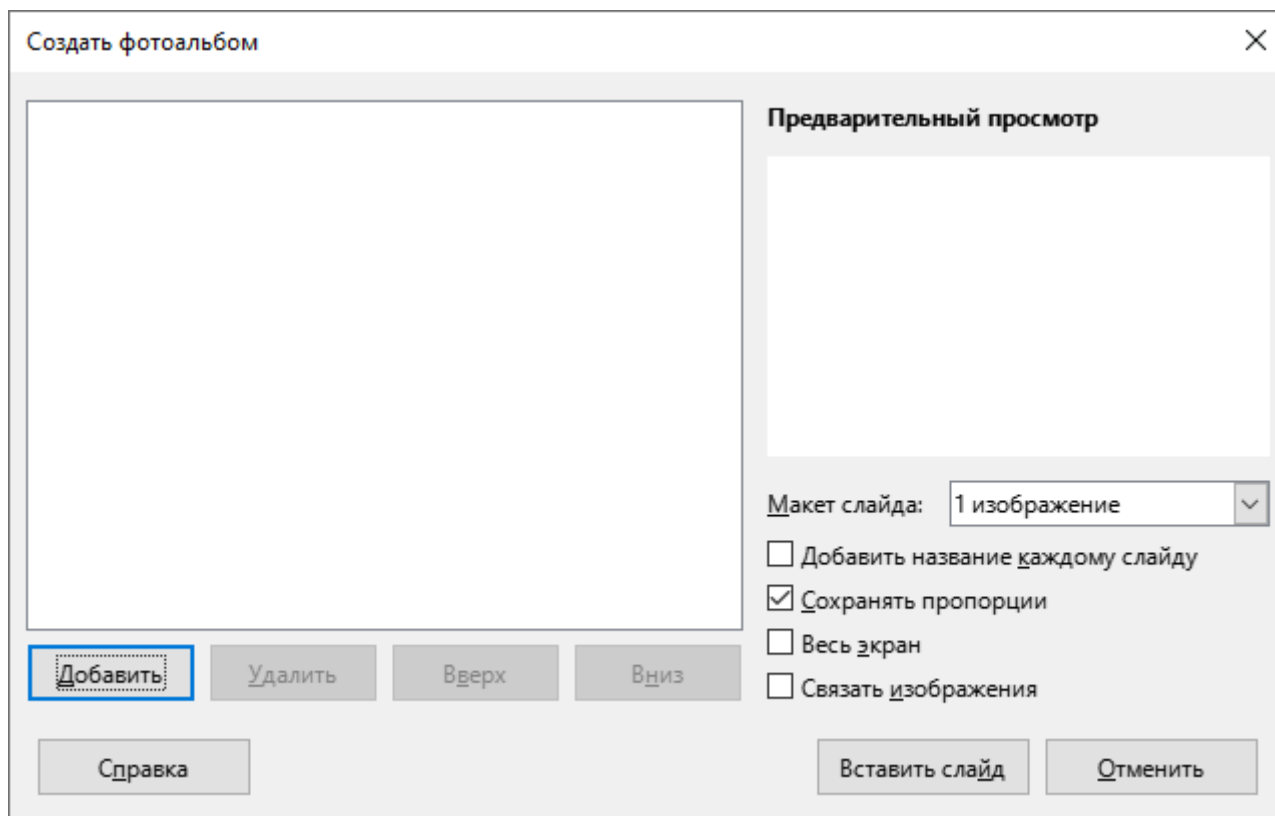 Создать фотоальбом
Предварительный просмотр
Макет слайда: 1 изображение
Добавить название каждому слайду
Сохранять пропорции
Весь экран
Связать изображения
Добавить Удалить Вверх Вниз
Справка Вставить слайд Отменить